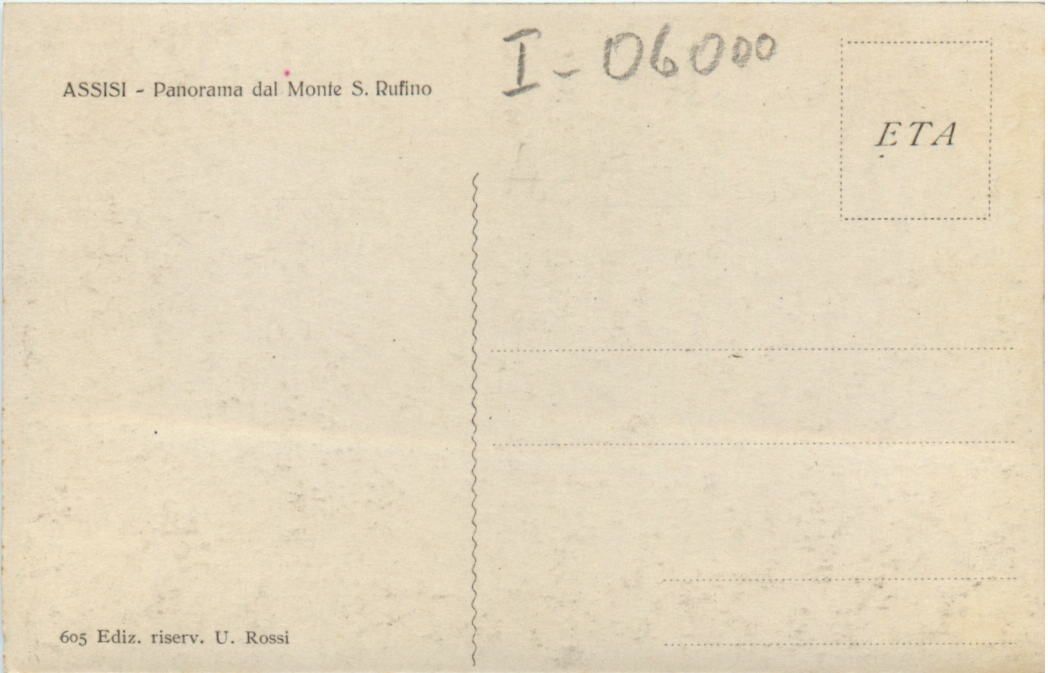 ASSISI - Panorama dal Monte S. Rufino
I - 06000
ETA
605 Ediz. riserv. U. Rossi